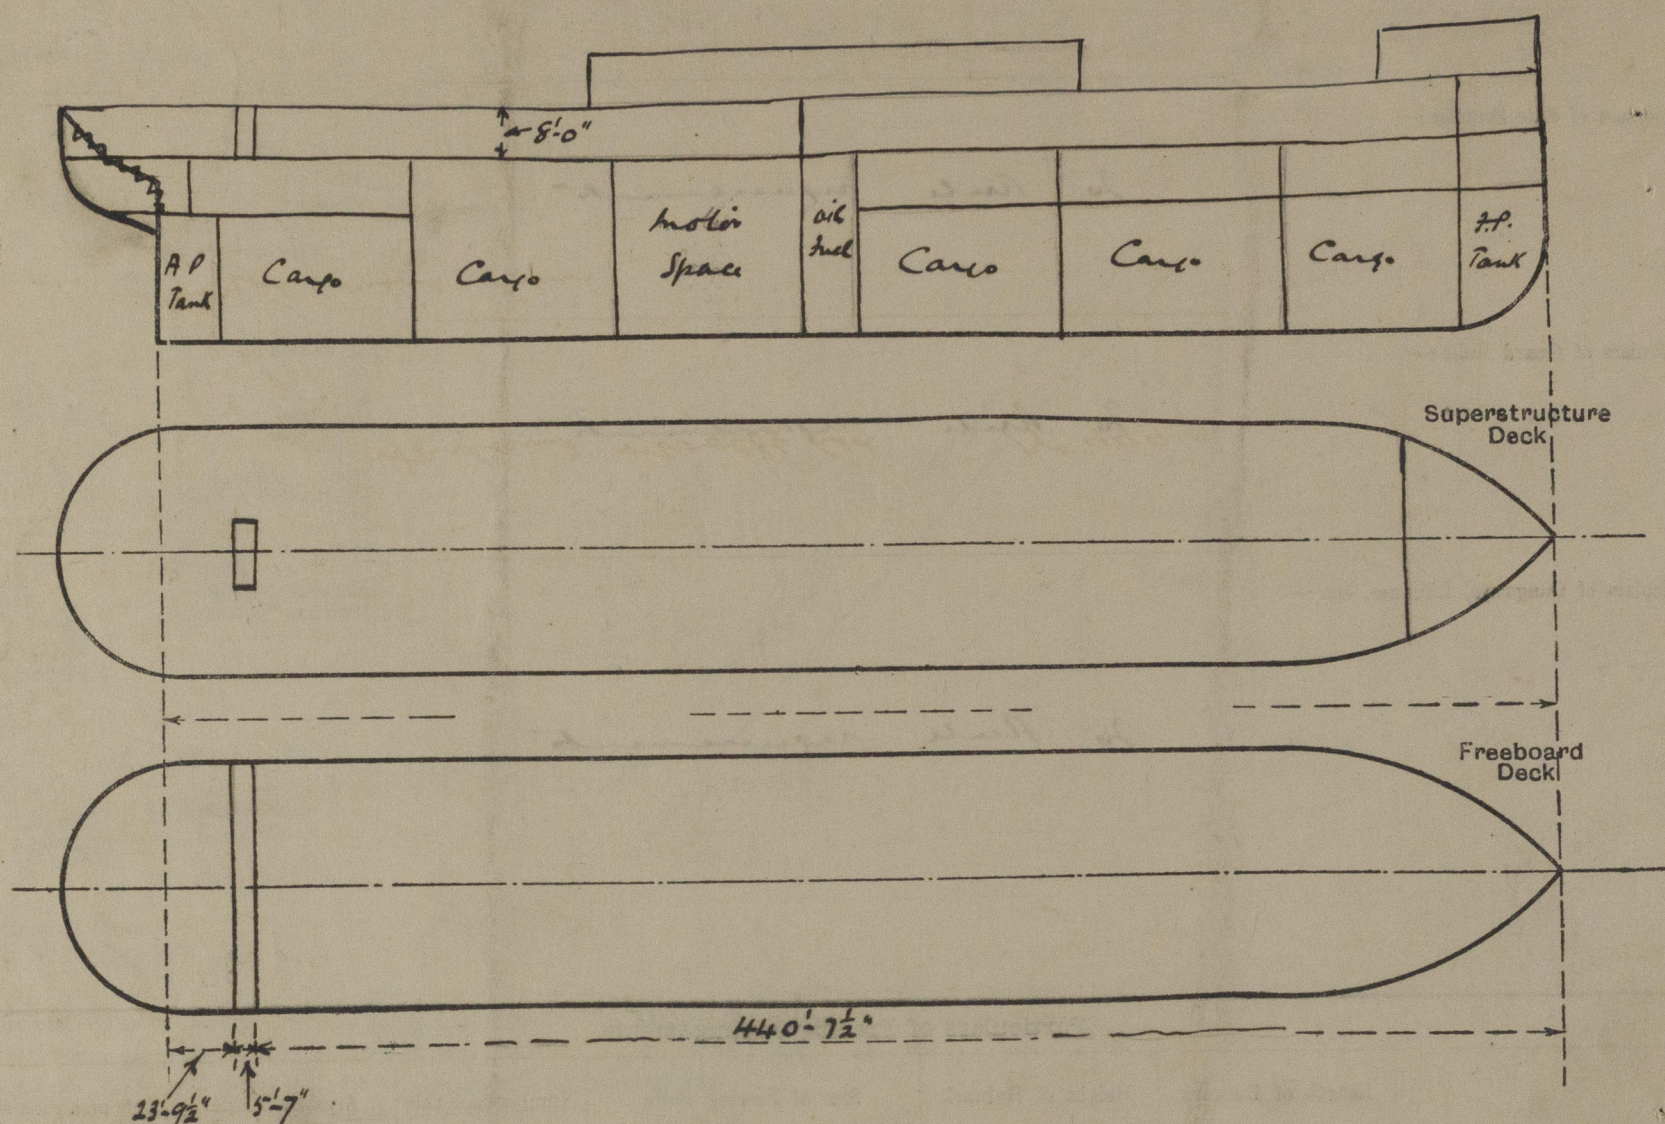 8'-0"
A P
Tank
Cargo
Cargo
Motor
Space
oil
fuel
Cargo
Cargo
Cargo
F.P.
Tank
Superstructure
Deck
Freeboard
Deck
440'-7½"
23'-9½"
5'-7"